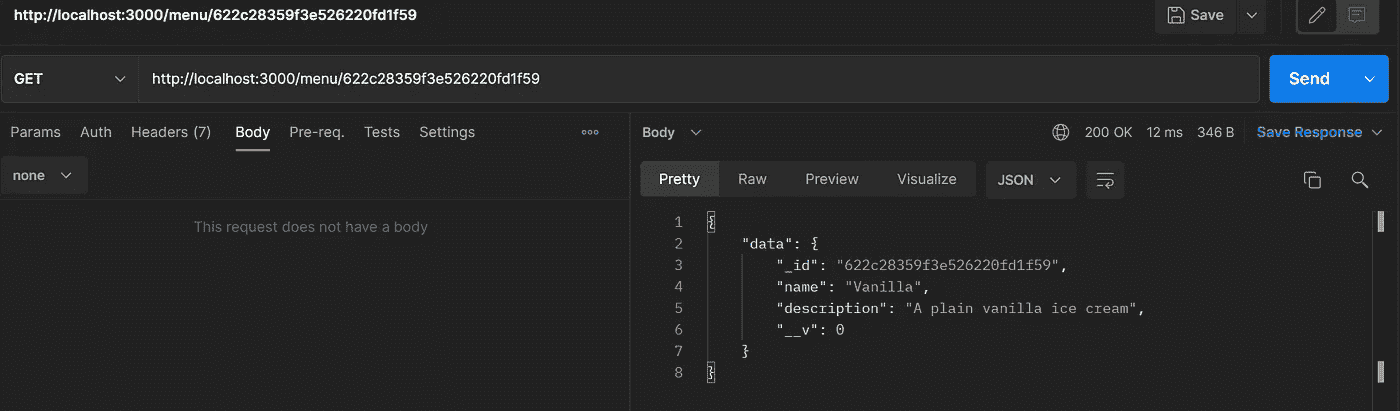 http://localhost:3000/menu/622c28359f3e526220fd1f59 Save
GET http://localhost:3000/menu/622c28359f3e526220fd1f59 Send
Params Auth Headers (7) Body Pre-req. Tests Settings
Body 200 OK 12 ms 346 B Save Response
none
Pretty Raw Preview Visualize JSON
This request does not have a body
1 {
2 "data": {
3 "_id": "622c28359f3e526220fd1f59",
4 "name": "Vanilla",
5 "description": "A plain vanilla ice cream",
6 "__v": 0
7 }
8 }